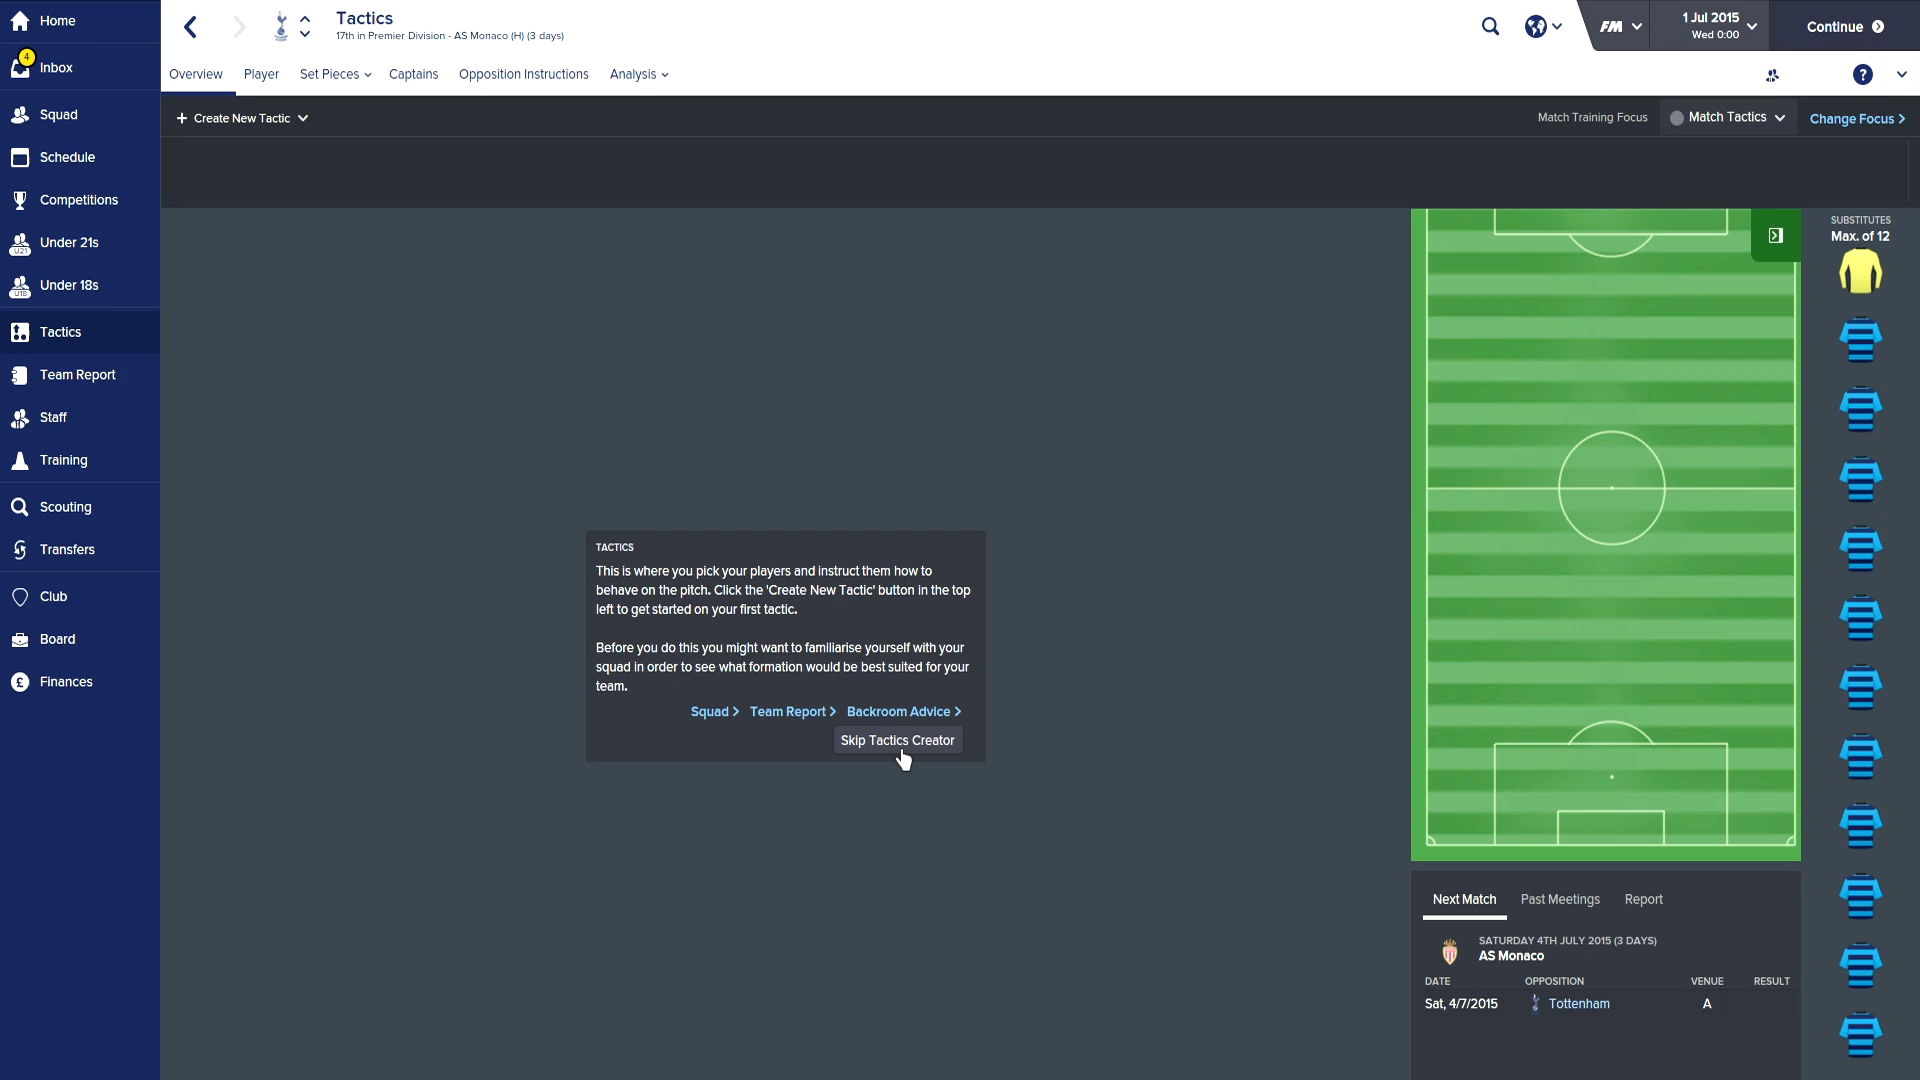 Home
4
Inbox
Squad
Schedule
Competitions
U21
Under 21s
U18
Under 18s
Tactics
Team Report
Staff
Training
Scouting
Transfers
Club
Board
£
Finances
Tactics
17th in Premier Division - AS Monaco (H) (3 days)
FM
1 Jul 2015
Wed 0:00
Continue
Overview
Player
Set Pieces
Captains
Opposition Instructions
Analysis
?
+ Create New Tactic
Match Training Focus
Match Tactics
Change Focus >
TACTICS
This is where you pick your players and instruct them how to
behave on the pitch. Click the 'Create New Tactic' button in the top
left to get started on your first tactic.
Before you do this you might want to familiarise yourself with your
squad in order to see what formation would be best suited for your
team.
Squad > Team Report > Backroom Advice >
Skip Tactics Creator
SUBSTITUTES
Max. of 12
Next Match
Past Meetings
Report
SATURDAY 4TH JULY 2015 (3 DAYS)
AS Monaco
DATE OPPOSITION VENUE RESULT
Sat, 4/7/2015 Tottenham A